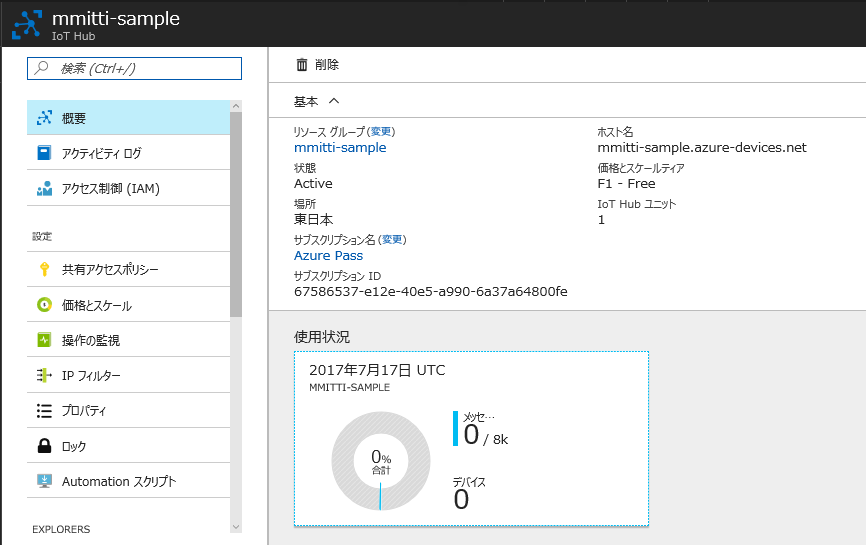 mmitti-sample
IoT Hub
検索 (Ctrl+/)
概要
アクティビティ ログ
アクセス制御 (IAM)
設定
共有アクセスポリシー
価格とスケール
操作の監視
IP フィルター
プロパティ
ロック
Automation スクリプト
EXPLORERS
削除
基本
リソース グループ(変更)
mmitti-sample
状態
Active
場所
東日本
サブスクリプション名(変更)
Azure Pass
サブスクリプション ID
67586537-e12e-40e5-a990-6a37a64800fe
ホスト名
mmitti-sample.azure-devices.net
価格とスケールティア
F1 - Free
IoT Hub ユニット
1
使用状況
2017年7月17日 UTC
MMITTI-SAMPLE
0%
合計
メッセ…
0 / 8k
デバイス
0